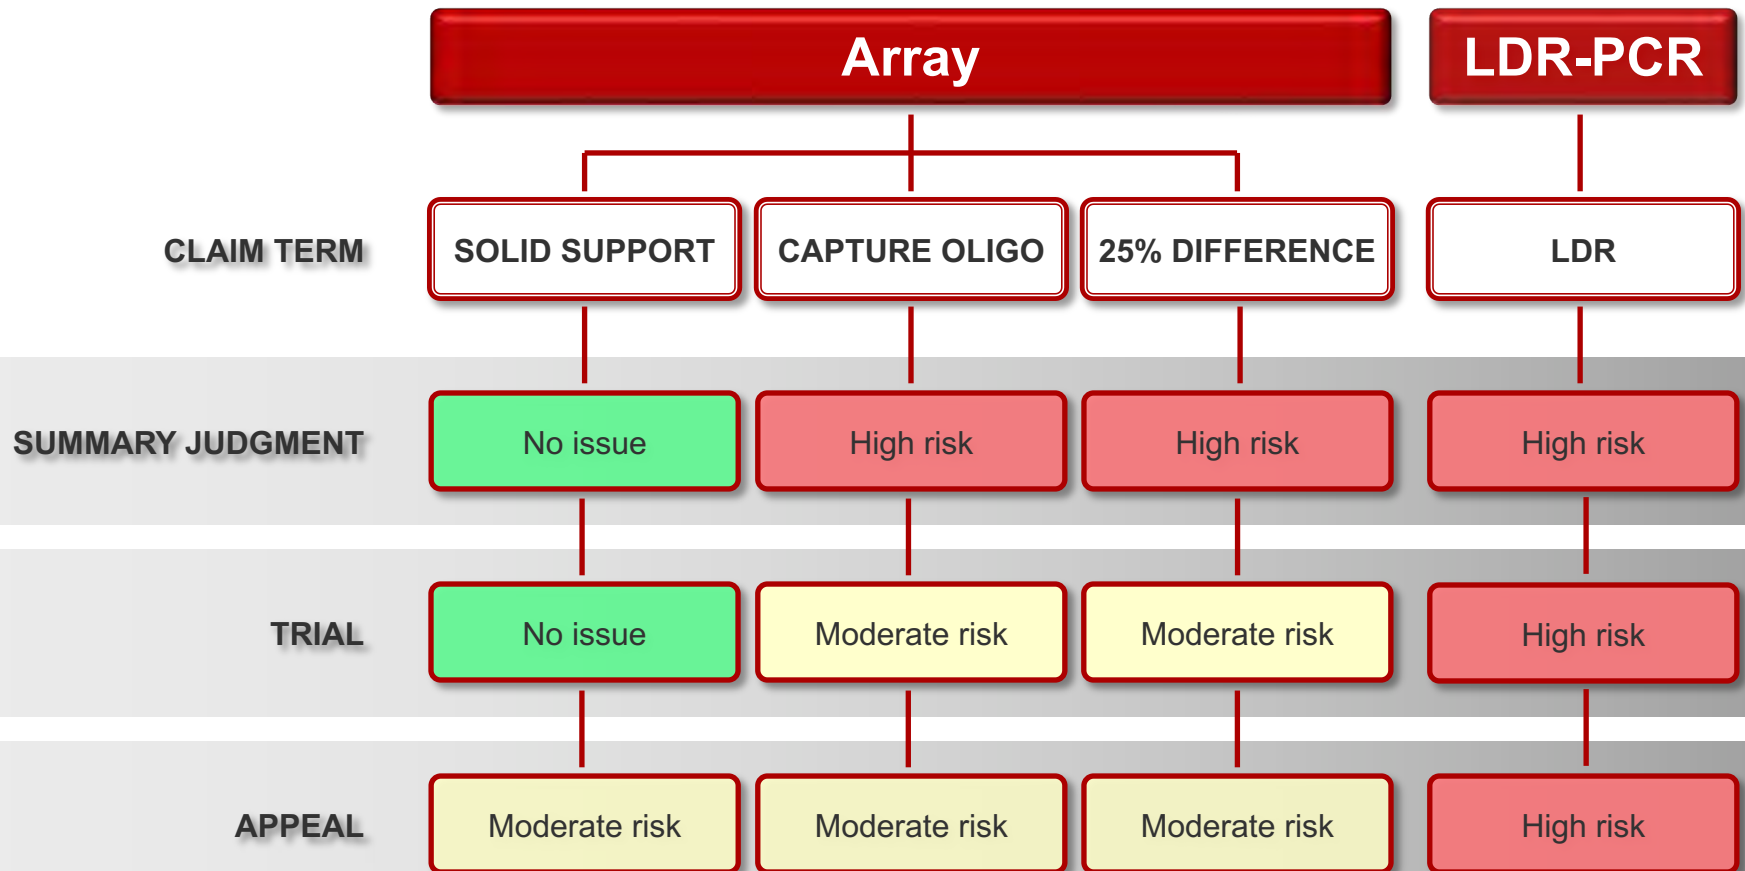 Array LDR-PCR
CLAIM TERM SOLID SUPPORT CAPTURE OLIGO 25% DIFFERENCE LDR
SUMMARY JUDGMENT No issue High risk High risk High risk
TRIAL No issue Moderate risk Moderate risk High risk
APPEAL Moderate risk Moderate risk Moderate risk High risk